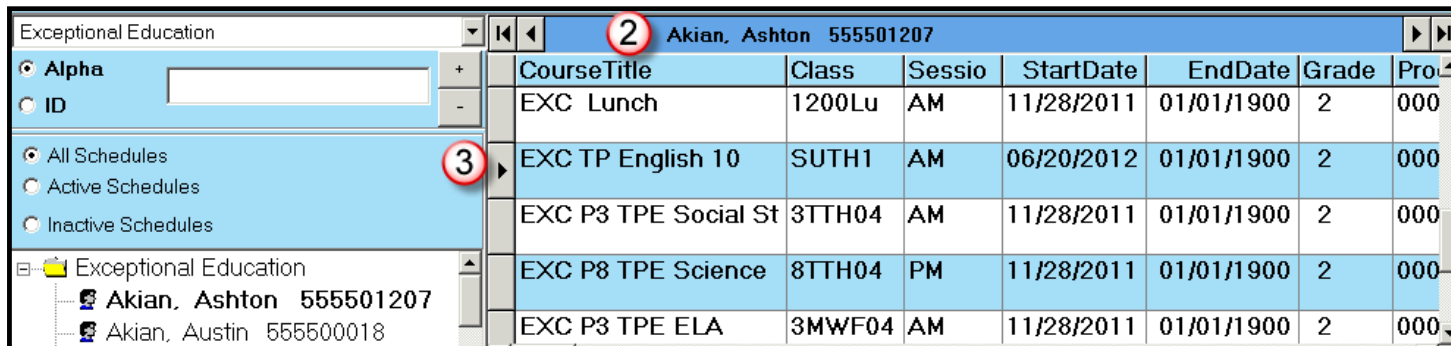 Exceptional Education
Alpha
+
ID
-
All Schedules
Active Schedules
Inactive Schedules
Exceptional Education
Akian, Ashton 555501207
Akian, Austin 555500018
2 Akian, Ashton 555501207
CourseTitle Class Sessio StartDate EndDate Grade Pro
EXC Lunch 1200Lu AM 11/28/2011 01/01/1900 2 000
3 EXC TP English 10 SUTH1 AM 06/20/2012 01/01/1900 2 000
EXC P3 TPE Social St 3TTH04 AM 11/28/2011 01/01/1900 2 000
EXC P8 TPE Science 8TTH04 PM 11/28/2011 01/01/1900 2 000
EXC P3 TPE ELA 3MWF04 AM 11/28/2011 01/01/1900 2 000